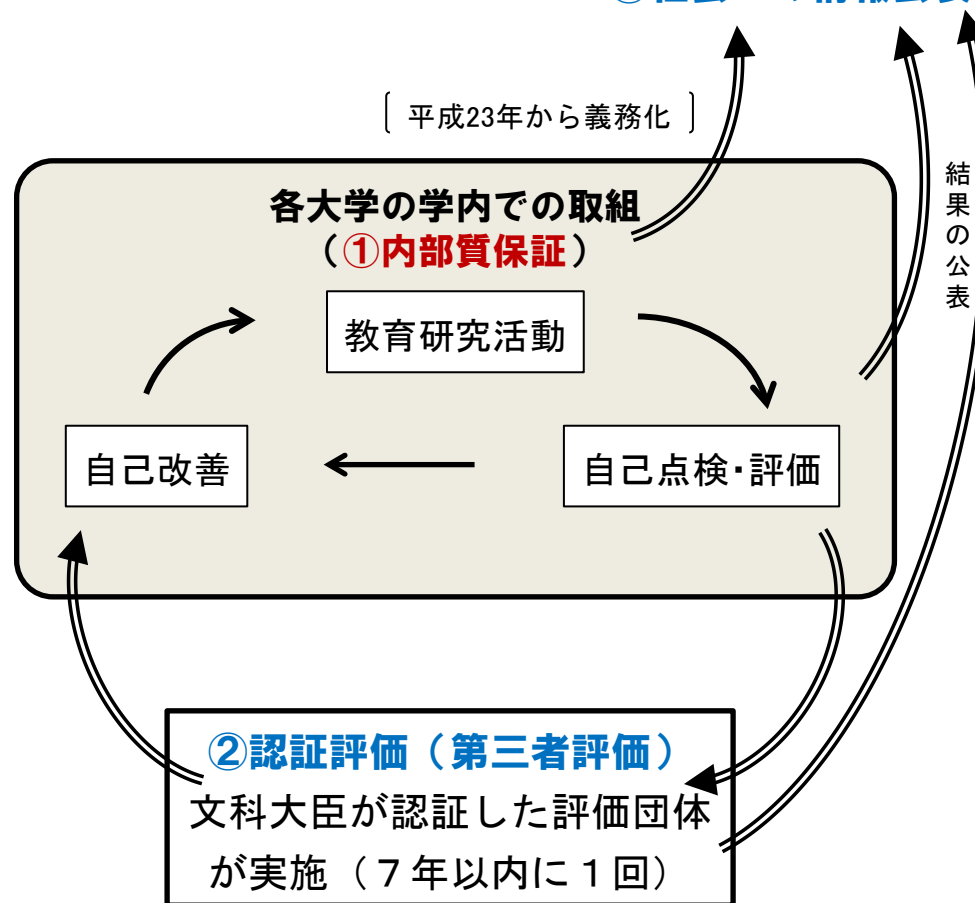 平成23年から義務化
各大学の学内での取組
（①内部質保証）
教育研究活動
自己改善
自己点検・評価
結果の公表
②認証評価（第三者評価）
文科大臣が認証した評価団体
が実施（７年以内に１回）